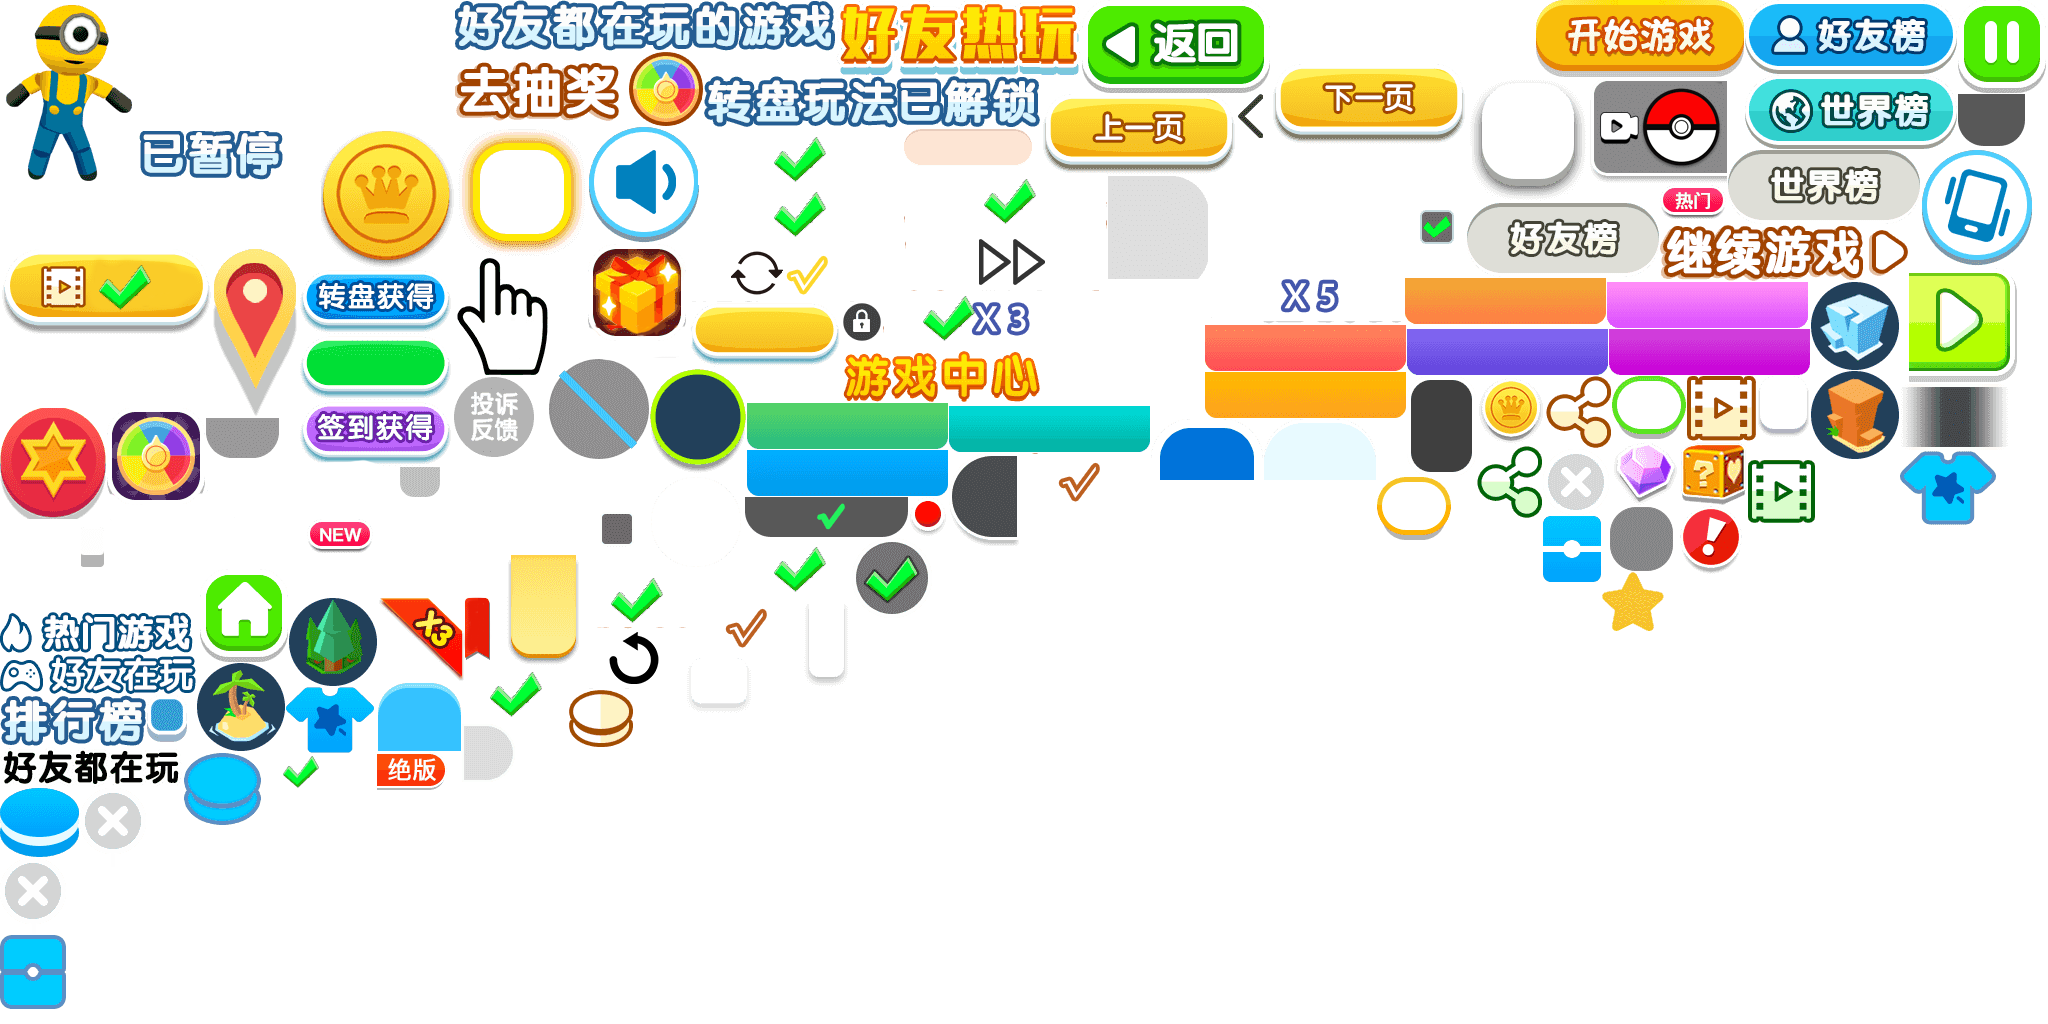 好友都在玩的游戏
好友热玩
返回
开始游戏
好友榜
去抽奖
转盘玩法已解锁
上一页
下一页
世界榜
已暂停
世界榜
热门
好友榜
继续游戏
转盘获得
X 5
X 3
游戏中心
投诉
反馈
签到获得
?
NEW
!
x3
热门游戏
好友在玩
排行榜
好友都在玩
绝版